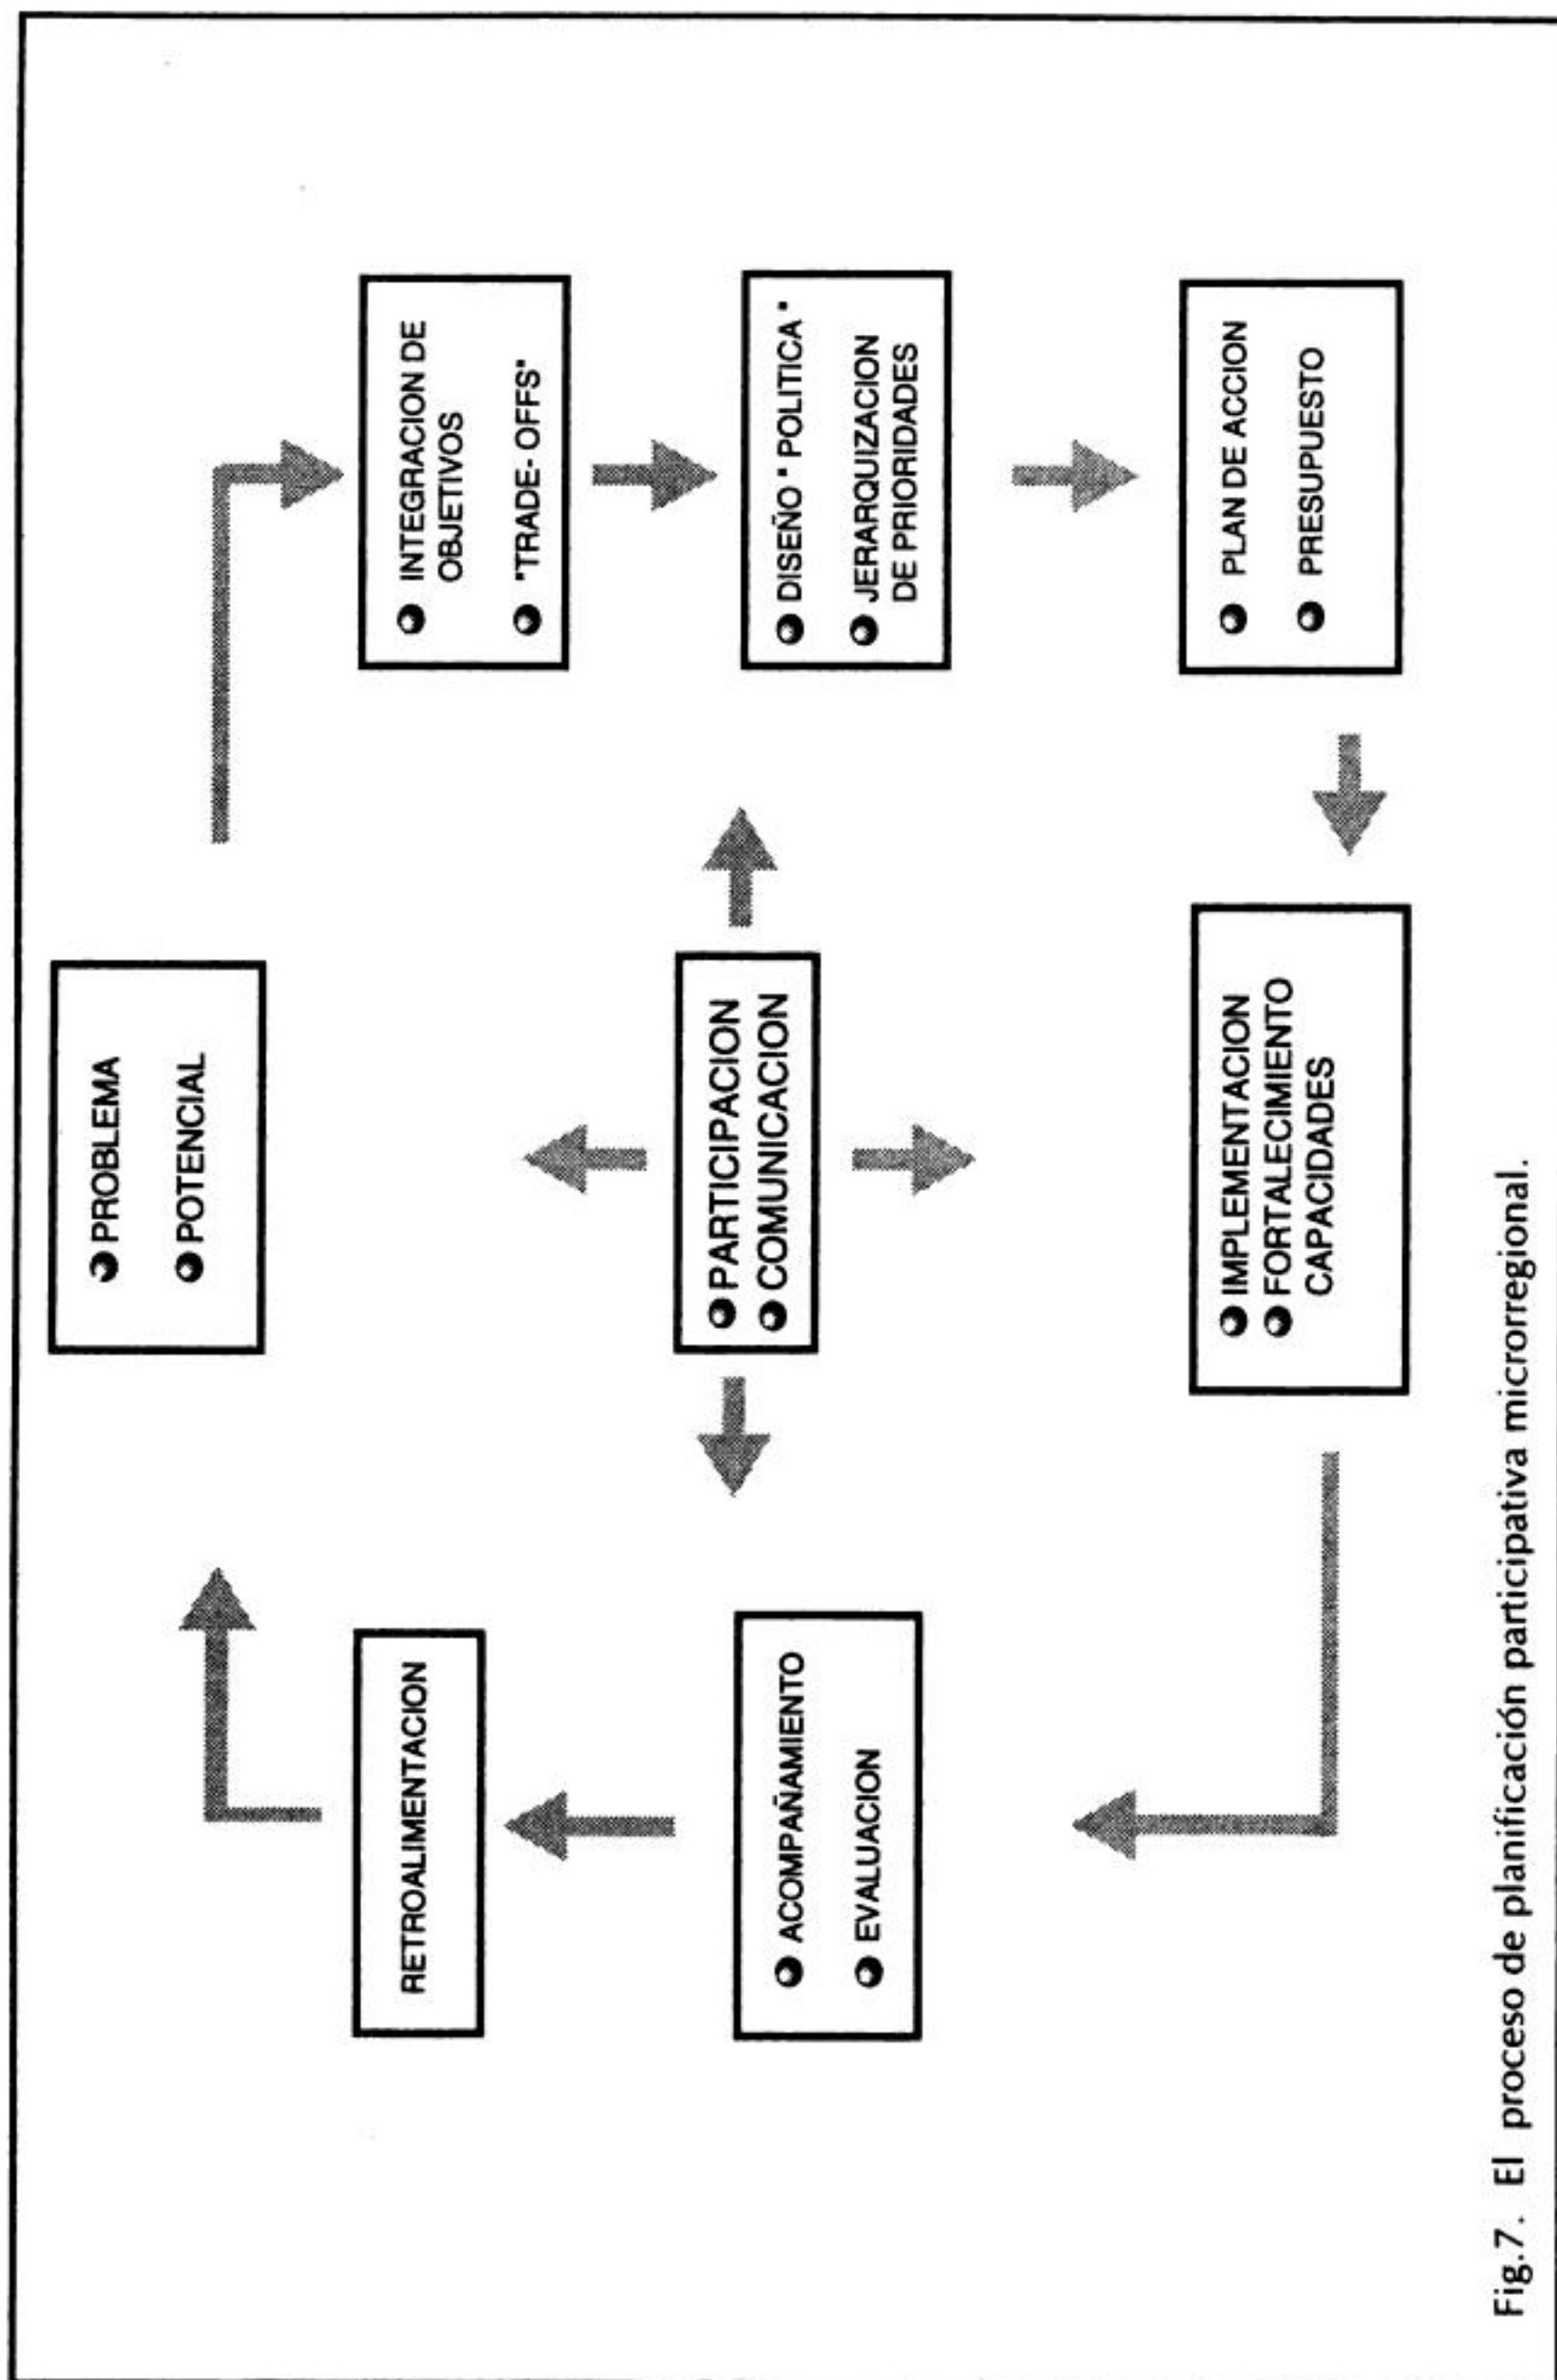 PROBLEMA
POTENCIAL
INTEGRACION DE
OBJETIVOS
"TRADE- OFFS"
DISEÑO " POLITICA "
JERARQUIZACION
DE PRIORIDADES
PLAN DE ACCION
PRESUPUESTO
IMPLEMENTACION
FORTALECIMIENTO
CAPACIDADES
ACOMPAÑAMIENTO
EVALUACION
RETROALIMENTACION
PARTICIPACION
COMUNICACION
Fig.7. El proceso de planificación participativa microrregional.